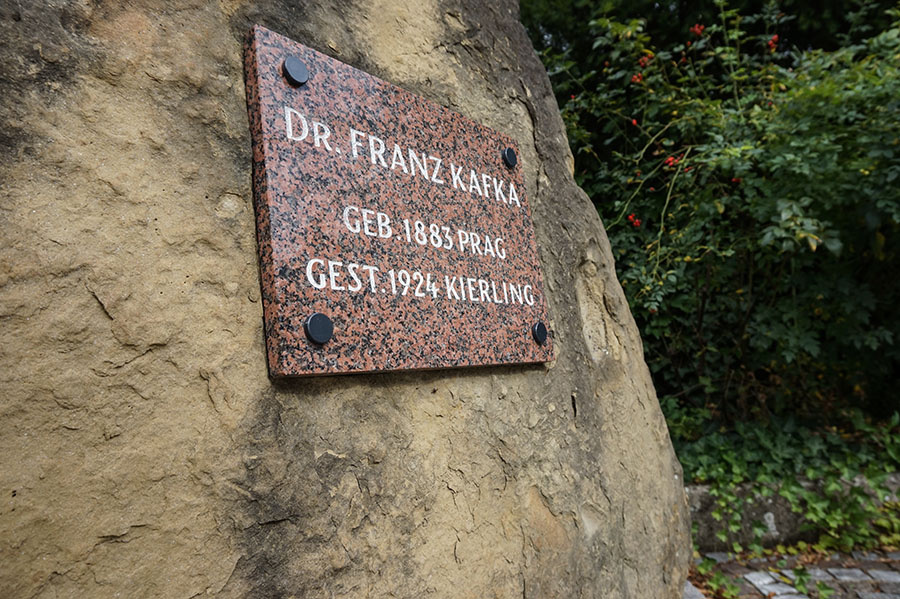 DR. FRANZ KAFKA
GEB. 1883 PRAG
GEST. 1924 KIERLING